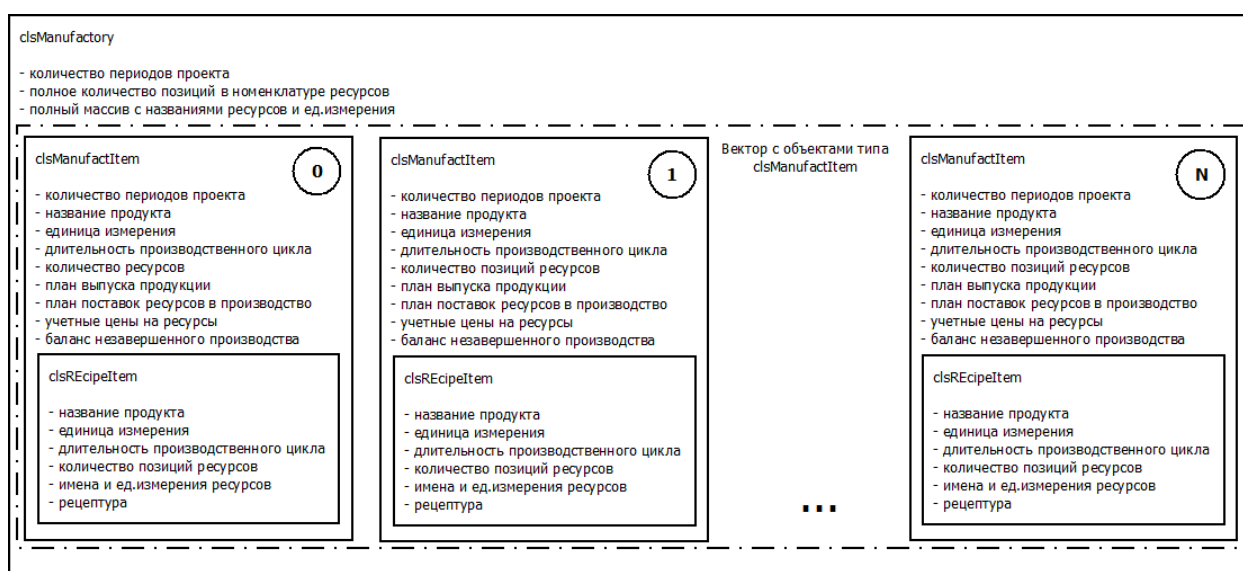 clsManufactory
- количество периодов проекта
- полное количество позиций в номенклатуре ресурсов
- полный массив с названиями ресурсов и ед.измерения
clsManufactItem
0
- количество периодов проекта
- название продукта
- единица измерения
- длительность производственного цикла
- количество ресурсов
- план выпуска продукции
- план поставок ресурсов в производство
- учетные цены на ресурсы
- баланс незавершенного производства
clsREcipeItem
- название продукта
- единица измерения
- длительность производственного цикла
- количество позиций ресурсов
- имена и ед.измерения ресурсов
- рецептура
clsManufactItem
1
- количество периодов проекта
- название продукта
- единица измерения
- длительность производственного цикла
- количество позиций ресурсов
- план выпуска продукции
- план поставок ресурсов в производство
- учетные цены на ресурсы
- баланс незавершенного производства
clsREcipeItem
- название продукта
- единица измерения
- длительность производственного цикла
- количество позиций ресурсов
- имена и ед.измерения ресурсов
- рецептура
Вектор с объектами типа
clsManufactItem
...
clsManufactItem
N
- количество периодов проекта
- название продукта
- единица измерения
- длительность производственного цикла
- количество позиций ресурсов
- план выпуска продукции
- план поставок ресурсов в производство
- учетные цены на ресурсы
- баланс незавершенного производства
clsREcipeItem
- название продукта
- единица измерения
- длительность производственного цикла
- количество позиций ресурсов
- имена и ед.измерения ресурсов
- рецептура